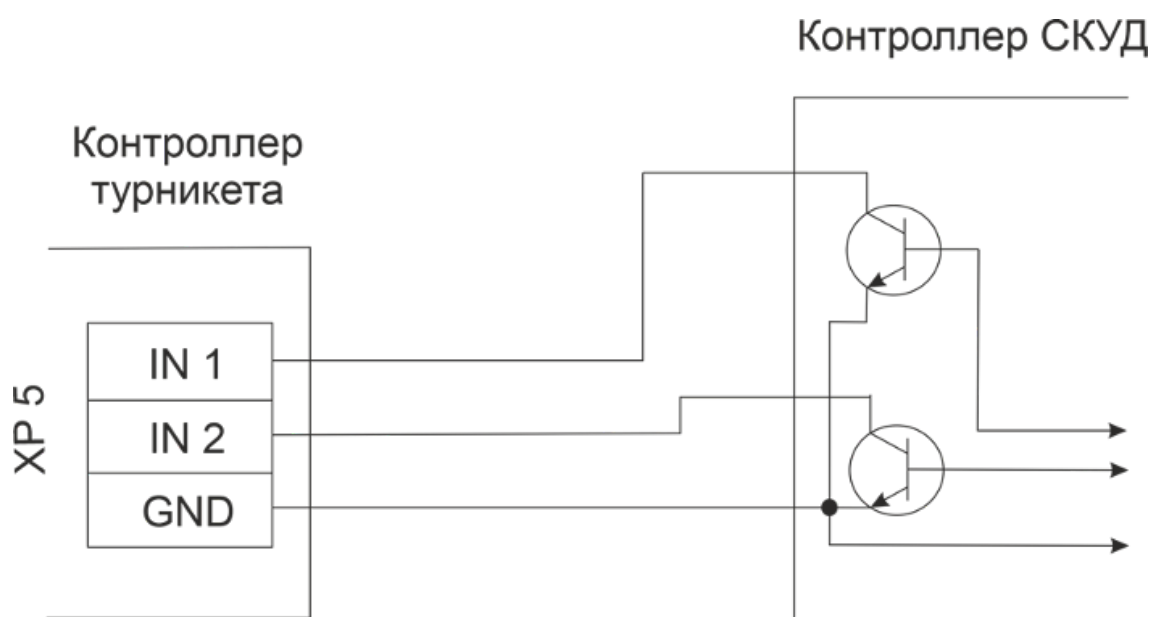 Контроллер СКУД
Контроллер
турникета
XP 5
IN 1
IN 2
GND